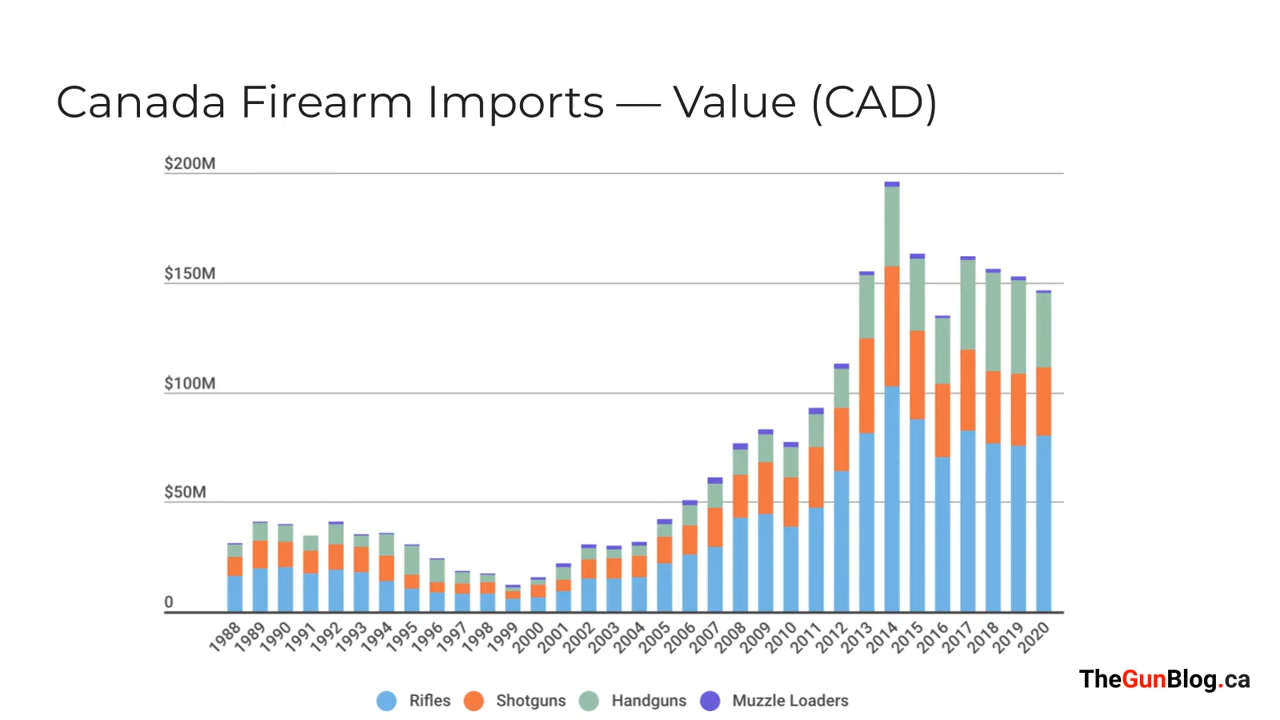 Canada Firearm Imports — Value (CAD)
$200M
$150M
$100M
$50M
0
1988 1989 1990 1991 1992 1993 1994 1995 1996 1997 1998 1999 2000 2001 2002 2003 2004 2005 2006 2007 2008 2009 2010 2011 2012 2013 2014 2015 2016 2017 2018 2019 2020
Rifles Shotguns Handguns Muzzle Loaders
TheGunBlog.ca